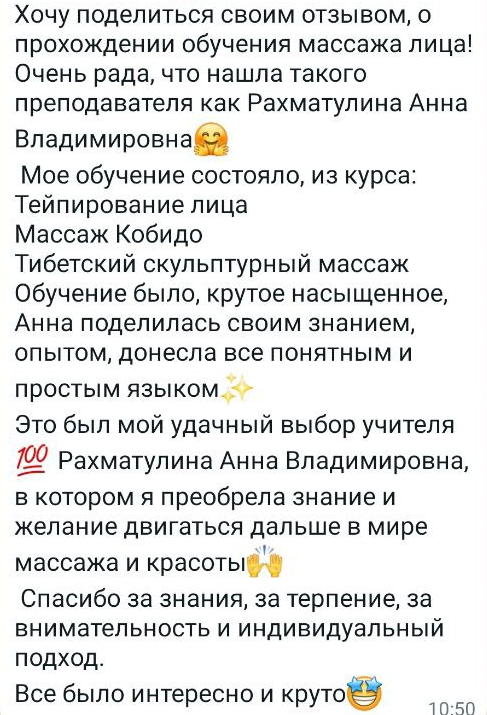 Хочу поделиться своим отзывом, о
прохождении обучения массажа лица!
Очень рада, что нашла такого
преподавателя как Рахматулина Анна
Владимировна🤗
Мое обучение состояло, из курса:
Тейпирование лица
Массаж Кобидо
Тибетский скульптурный массаж
Обучение было, крутое насыщенное,
Анна поделилась своим знанием,
опытом, донесла все понятным и
простым языком✨
Это был мой удачный выбор учителя
💯 Рахматулина Анна Владимировна,
в котором я преобрела знание и
желание двигаться дальше в мире
массажа и красоты🙌
Спасибо за знания, за терпение, за
внимательность и индивидуальный
подход.
Все было интересно и круто🤩
10:50